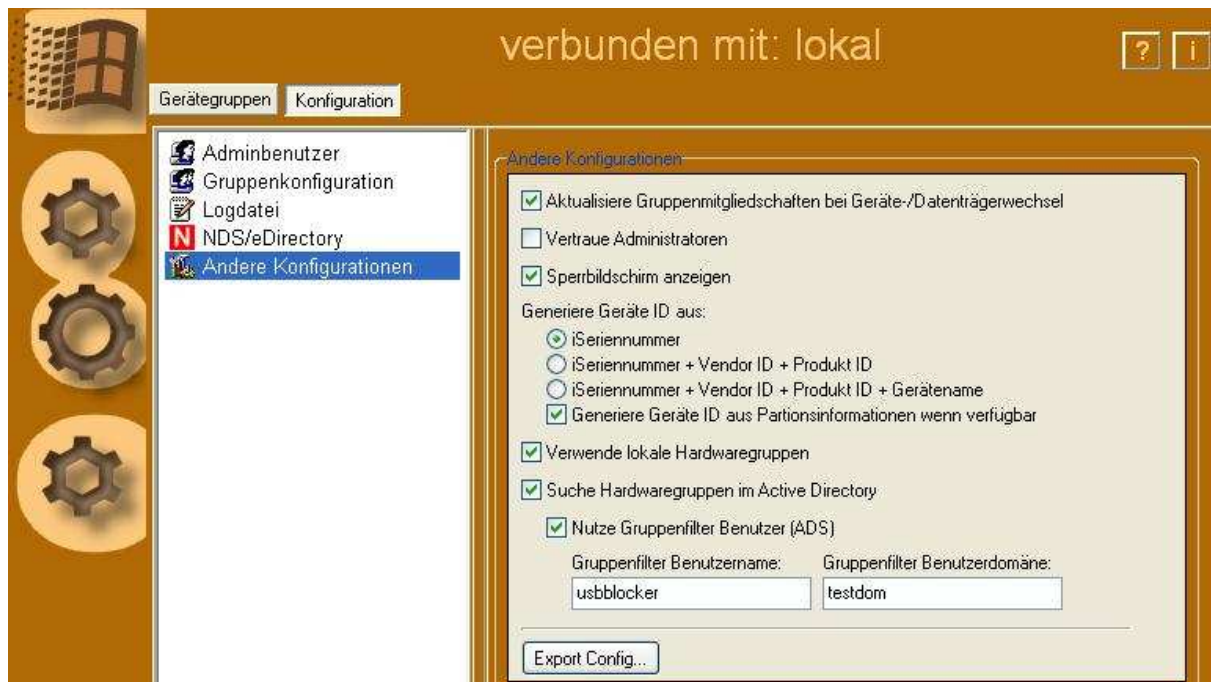 verbunden mit: lokal
? i
Gerätegruppen Konfiguration
Adminbenutzer
Gruppenkonfiguration
Logdatei
N NDS/eDirectory
Andere Konfigurationen
Andere Konfigurationen
Aktualisiere Gruppenmitgliedschaften bei Geräte-/Datenträgerwechsel
Vertraue Administratoren
Sperrbildschirm anzeigen
Generiere Geräte ID aus:
iSeriennummer
iSeriennummer + Vendor ID + Produkt ID
iSeriennummer + Vendor ID + Produkt ID + Gerätename
Generiere Geräte ID aus Partionsinformationen wenn verfügbar
Verwende lokale Hardwaregruppen
Suche Hardwaregruppen im Active Directory
Nutze Gruppenfilter Benutzer (ADS)
Gruppenfilter Benutzername: Gruppenfilter Benutzerdomäne:
usbblocker testdom
Export Config...